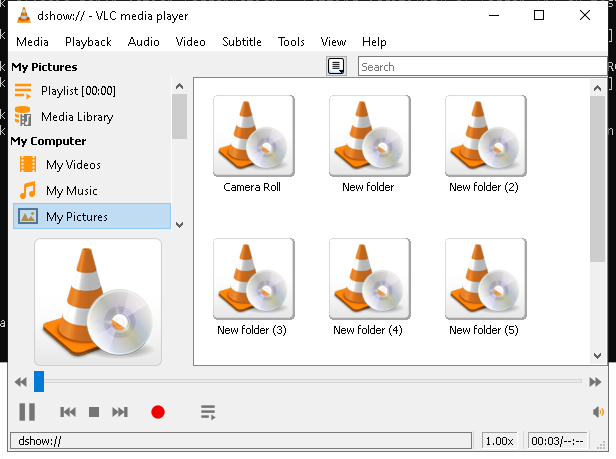 dshow:// - VLC media player
Media Playback Audio Video Subtitle Tools View Help
My Pictures
Search
Playlist [00:00]
Media Library
My Computer
My Videos
My Music
My Pictures
Camera Roll New folder New folder (2)
New folder (3) New folder (4) New folder (5)
dshow:// 1.00x 00:03/--:--